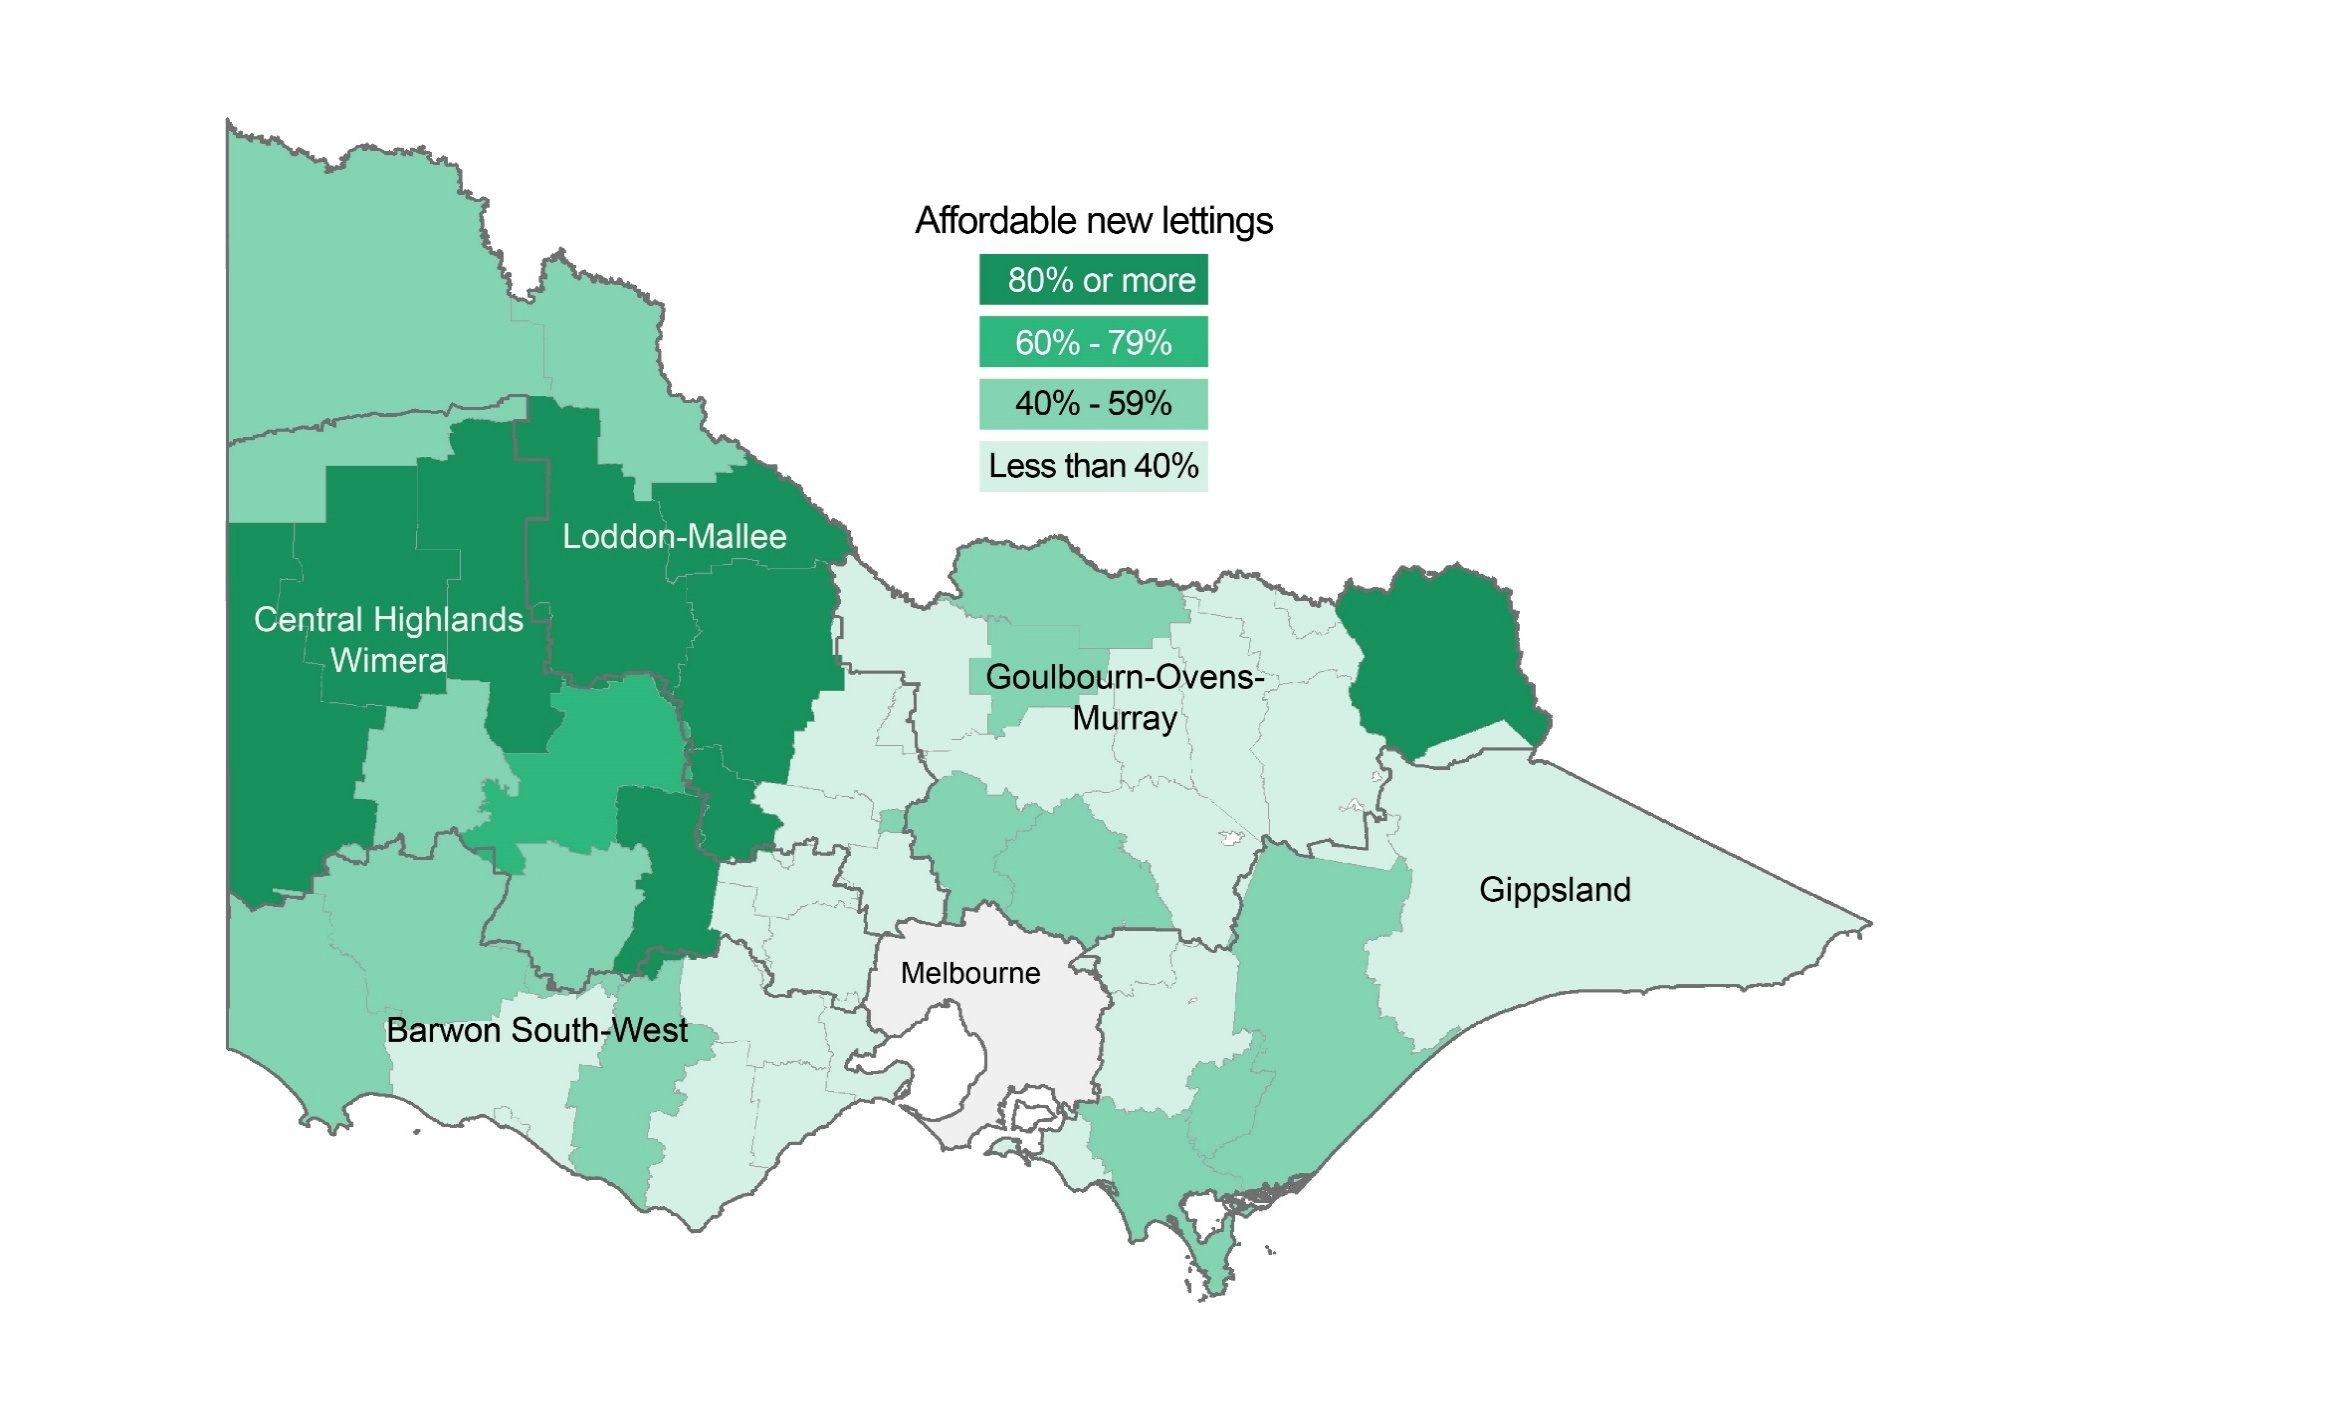 Affordable new lettings
80% or more
60% - 79%
40% - 59%
Less than 40%
Loddon-Mallee
Central Highlands
Wimera
Goulbourn-Ovens-
Murray
Gippsland
Melbourne
Barwon South-West